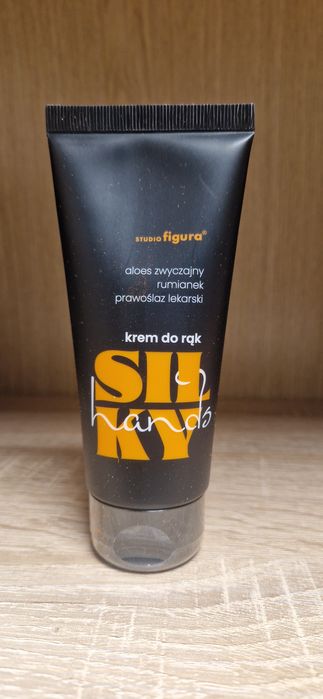 STUDIO figura®
aloes zwyczajny
rumianek
prawoślaz lekarski
krem do rąk
SIL
hands
KY